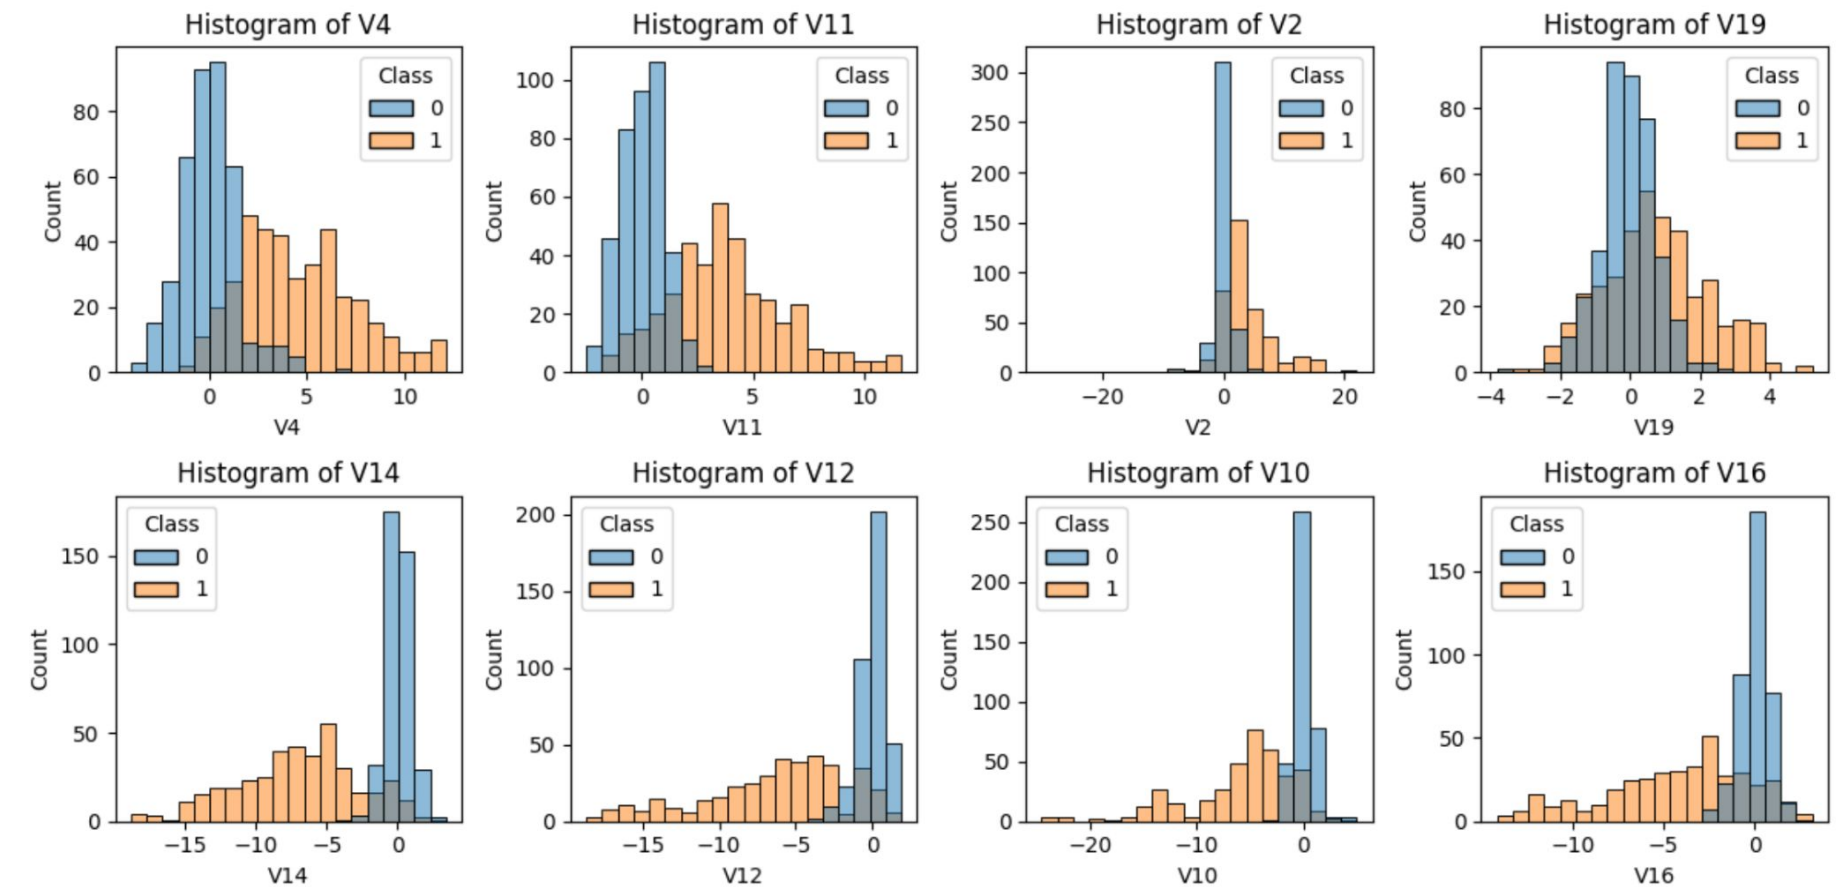 Histogram of V4
Class
0
1
80
60
40
20
0
Count
0 5 10
V4
Histogram of V11
Class
0
1
100
80
60
40
20
0
Count
0 5 10
V11
Histogram of V2
Class
0
1
300
250
200
150
100
50
0
Count
−20 0 20
V2
Histogram of V19
Class
0
1
80
60
40
20
0
Count
−4 −2 0 2 4
V19
Histogram of V14
Class
0
1
150
100
50
0
Count
−15 −10 −5 0
V14
Histogram of V12
Class
0
1
200
150
100
50
0
Count
−15 −10 −5 0
V12
Histogram of V10
Class
0
1
250
200
150
100
50
0
Count
−20 −10 0
V10
Histogram of V16
Class
0
1
150
100
50
0
Count
−10 −5 0
V16